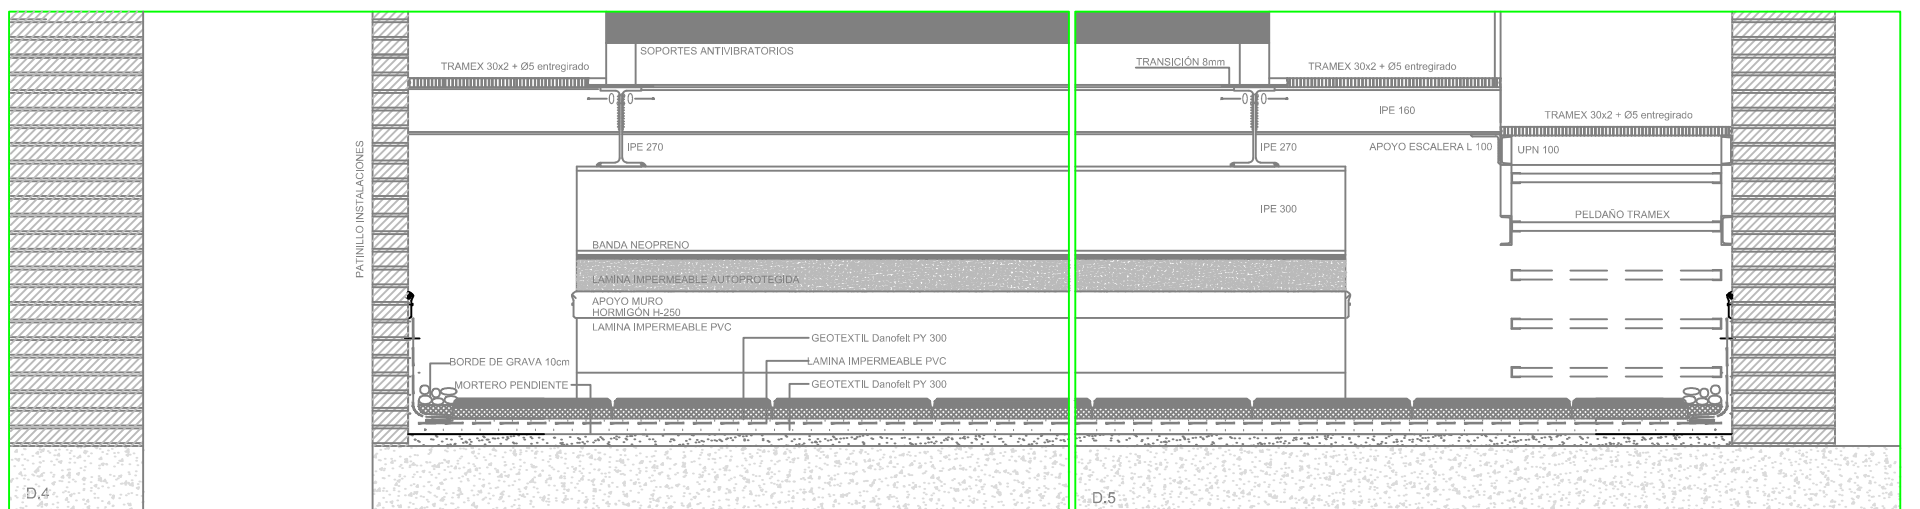 SOPORTES ANTIVIBRATORIOS
TRAMEX 30x2 + Ø5 entregirado
TRANSICIÓN 8mm
TRAMEX 30x2 + Ø5 entregirado
IPE 160
TRAMEX 30x2 + Ø5 entregirado
IPE 270
IPE 270
APOYO ESCALERA L 100
UPN 100
PATINILLO INSTALACIONES
IPE 300
PELDAÑO TRAMEX
BANDA NEOPRENO
LAMINA IMPERMEABLE AUTOPROTEGIDA
APOYO MURO
HORMIGÓN H-250
LAMINA IMPERMEABLE PVC
GEOTEXTIL Danofelt PY 300
BORDE DE GRAVA 10cm
LAMINA IMPERMEABLE PVC
MORTERO PENDIENTE
GEOTEXTIL Danofelt PY 300
D.4
D.5